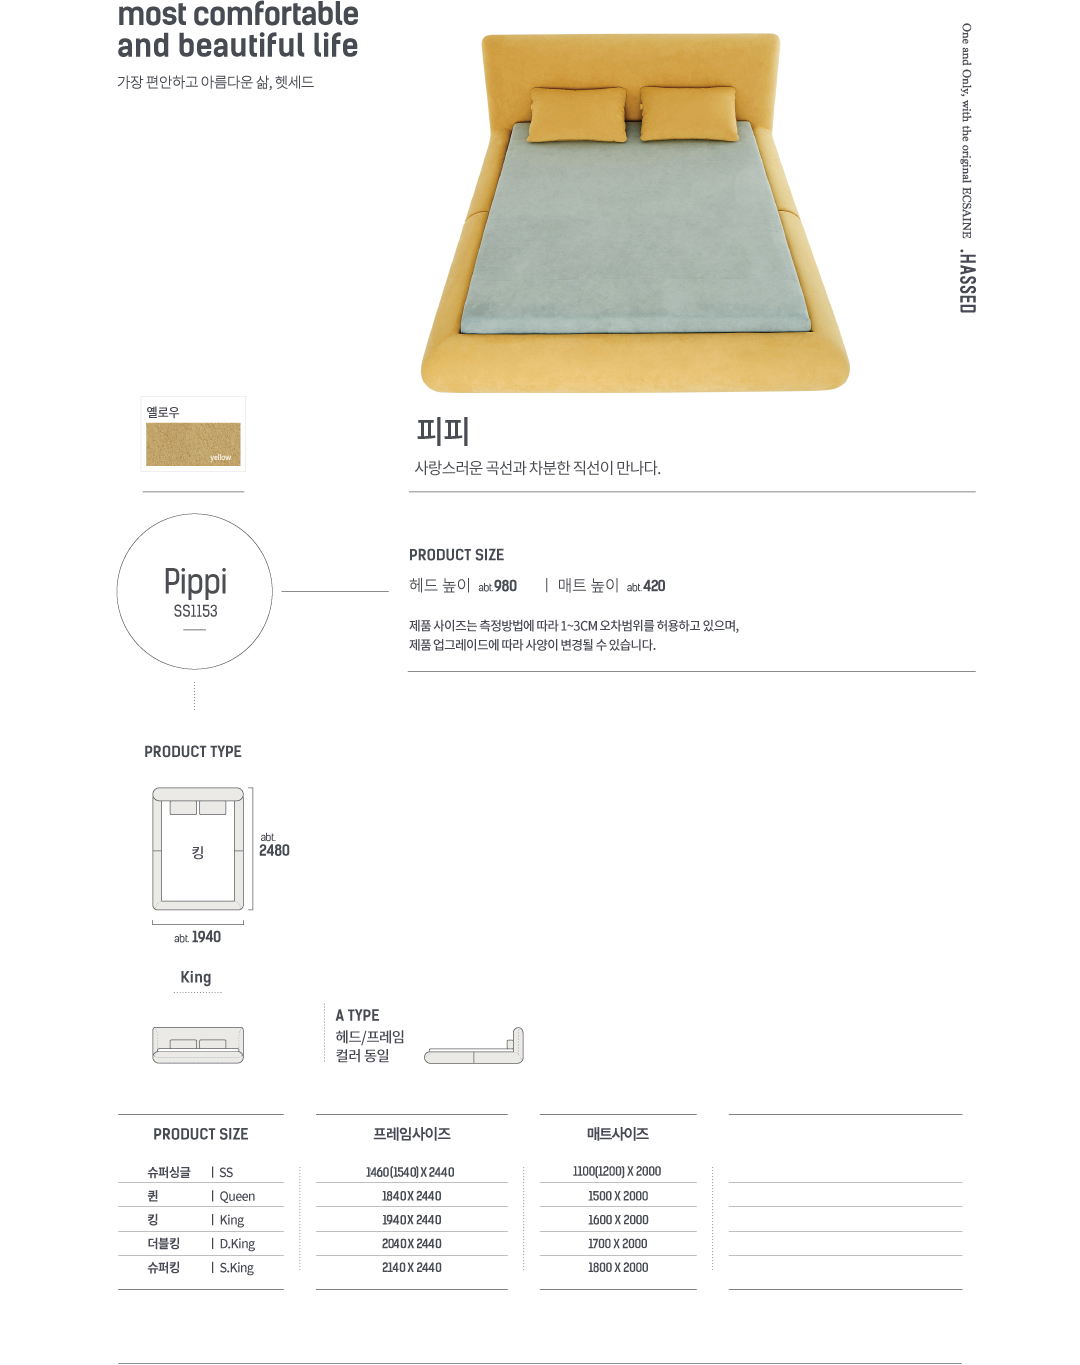 most comfortable
and beautiful life
가장 편안하고 아름다운 삶, 헷세드
One and Only, with the original ECSAINE .HASSED
옐로우
yellow
피피
사랑스러운 곡선과 차분한 직선이 만나다.
Pippi
SS1153
PRODUCT SIZE
헤드 높이 abt.980 | 매트 높이 abt.420
제품 사이즈는 측정방법에 따라 1~3CM 오차범위를 허용하고 있으며,
제품 업그레이드에 따라 사양이 변경될 수 있습니다.
PRODUCT TYPE
킹
abt.
2480
abt. 1940
King
A TYPE
헤드/프레임
컬러 동일
PRODUCT SIZE 프레임사이즈 매트사이즈
슈퍼싱글 | SS 1460(1540) X 2440 1100(1200) X 2000
퀸 | Queen 1840 X 2440 1500 X 2000
킹 | King 1940 X 2440 1600 X 2000
더블킹 | D.King 2040 X 2440 1700 X 2000
슈퍼킹 | S.King 2140 X 2440 1800 X 2000